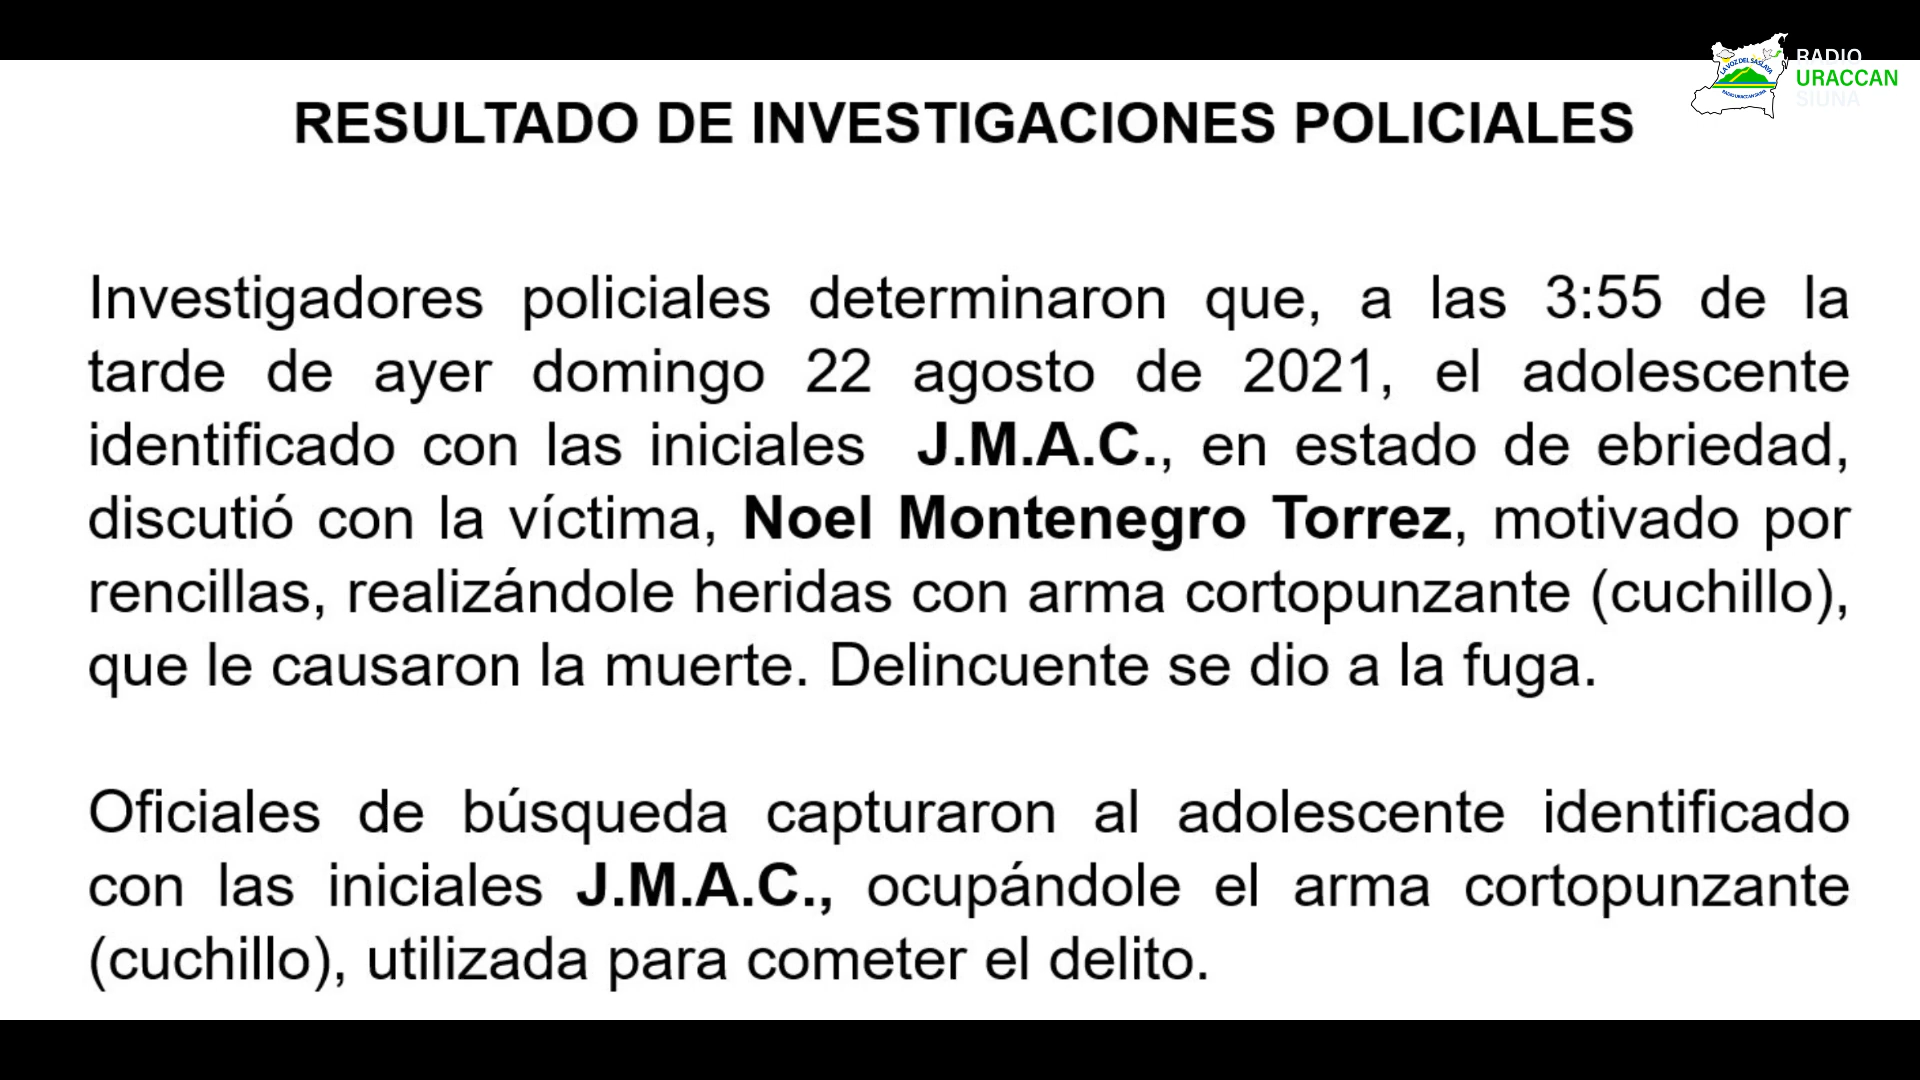 RADIO
URACCAN
SIUNA
LA VOZ DEL SASLAYA
RESULTADO DE INVESTIGACIONES POLICIALES
Investigadores policiales determinaron que, a las 3:55 de la
tarde de ayer domingo 22 agosto de 2021, el adolescente
identificado con las iniciales J.M.A.C., en estado de ebriedad,
discutió con la víctima, Noel Montenegro Torrez, motivado por
rencillas, realizándole heridas con arma cortopunzante (cuchillo),
que le causaron la muerte. Delincuente se dio a la fuga.
Oficiales de búsqueda capturaron al adolescente identificado
con las iniciales J.M.A.C., ocupándole el arma cortopunzante
(cuchillo), utilizada para cometer el delito.